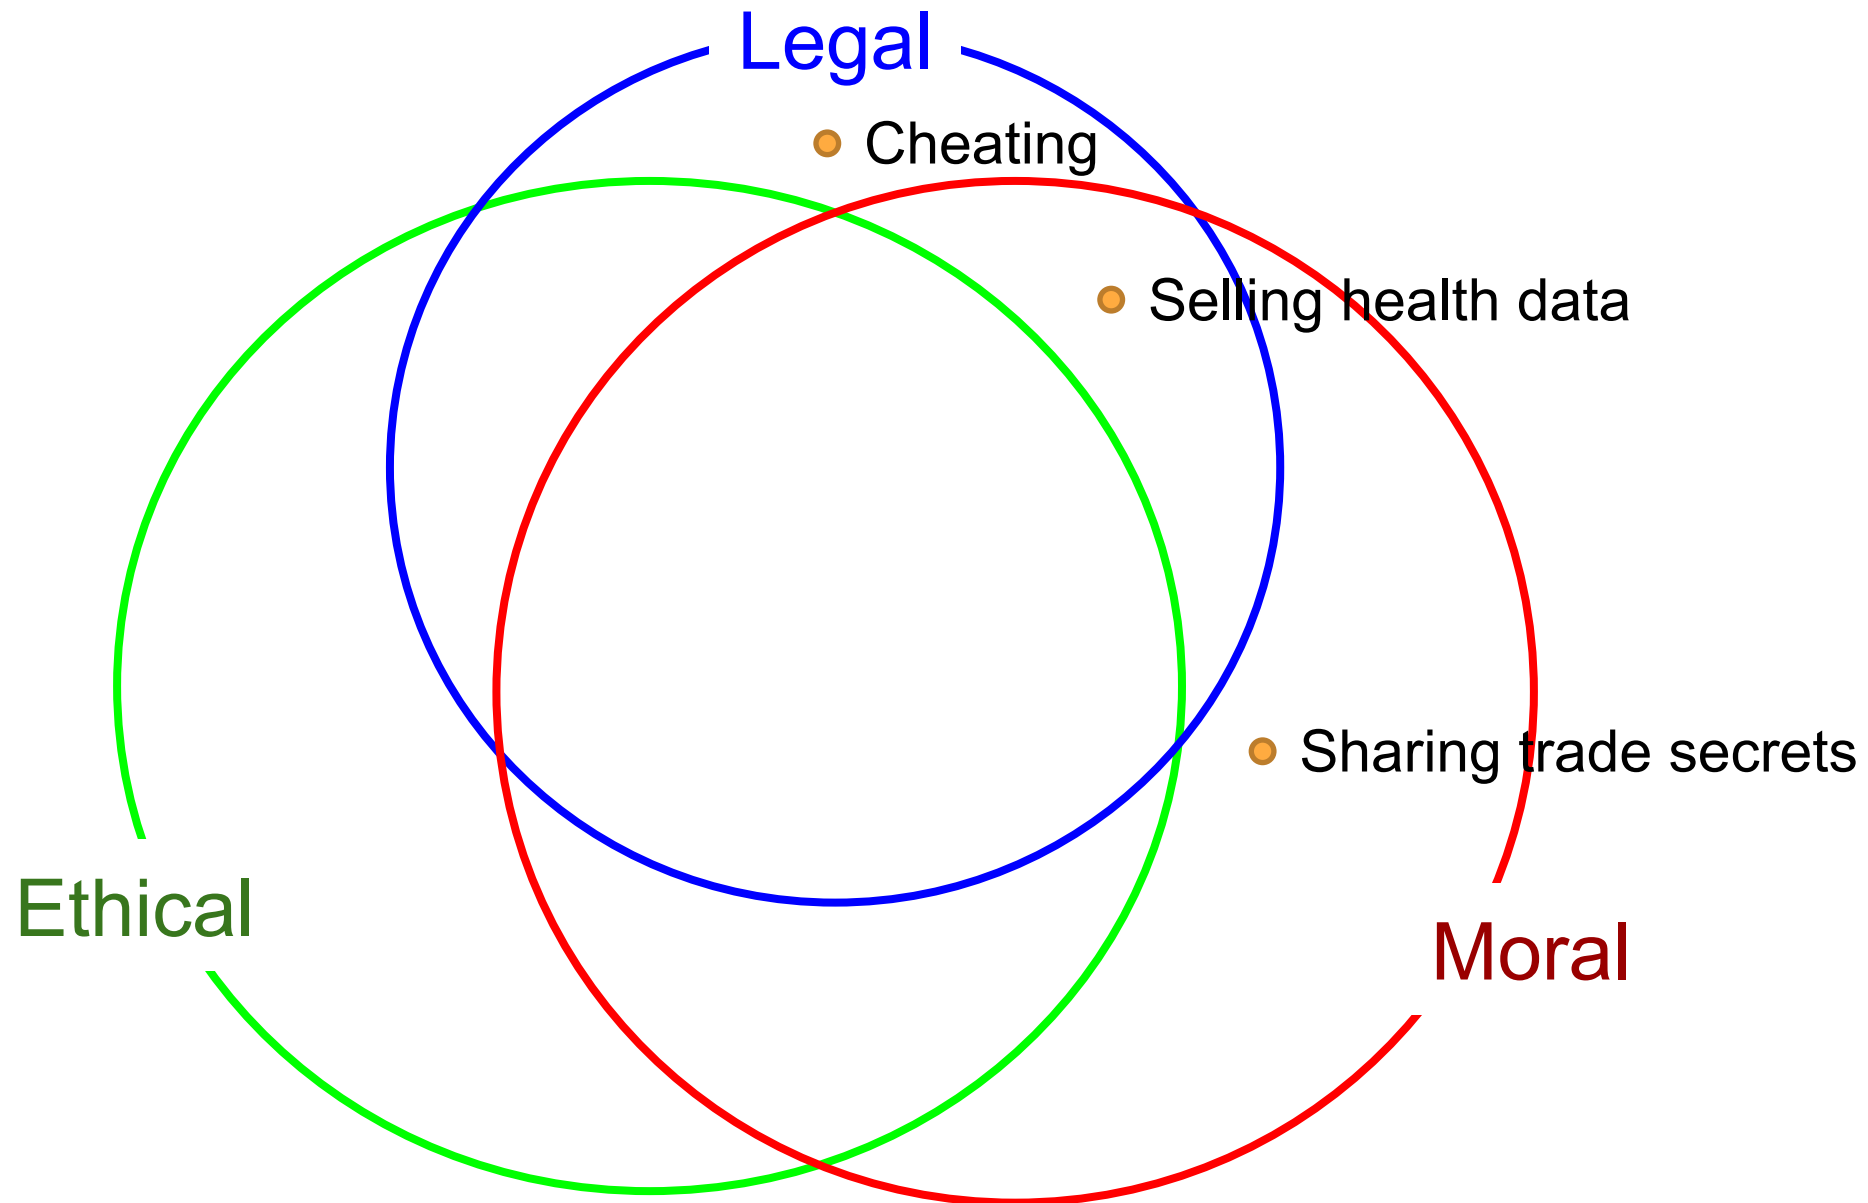 Legal
Cheating
Selling health data
Sharing trade secrets
Ethical
Moral